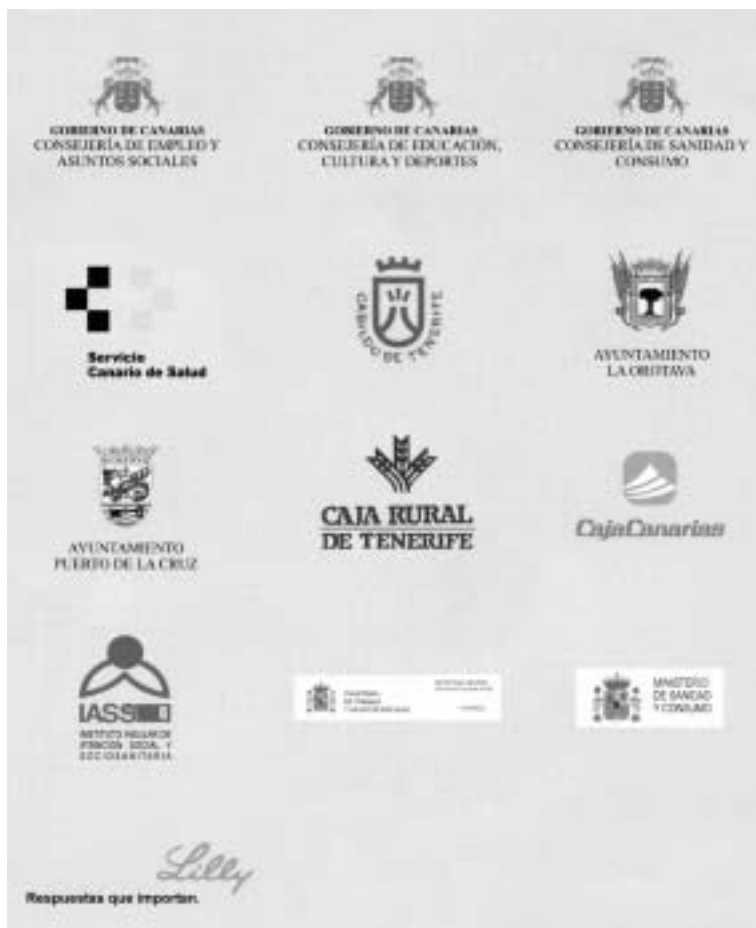 GOBIERNO DE CANARIAS
CONSEJERÍA DE EMPLEO Y
ASUNTOS SOCIALES
GOBIERNO DE CANARIAS
CONSEJERÍA DE EDUCACIÓN,
CULTURA Y DEPORTES
GOBIERNO DE CANARIAS
CONSEJERÍA DE SANIDAD Y
CONSUMO
Servicio
Canario de Salud
CABILDO DE TENERIFE
AYUNTAMIENTO
LA OROTAVA
AYUNTAMIENTO
PUERTO DE LA CRUZ
CAJA RURAL
DE TENERIFE
CajaCanarias
IASS
INSTITUTO INSULAR DE
ATENCIÓN SOCIAL Y
SOCIOSANITARIA
MINISTERIO
DE TRABAJO
MINISTERIO
DE SANIDAD
Y CONSUMO
Lilly
Respuestas que importan.